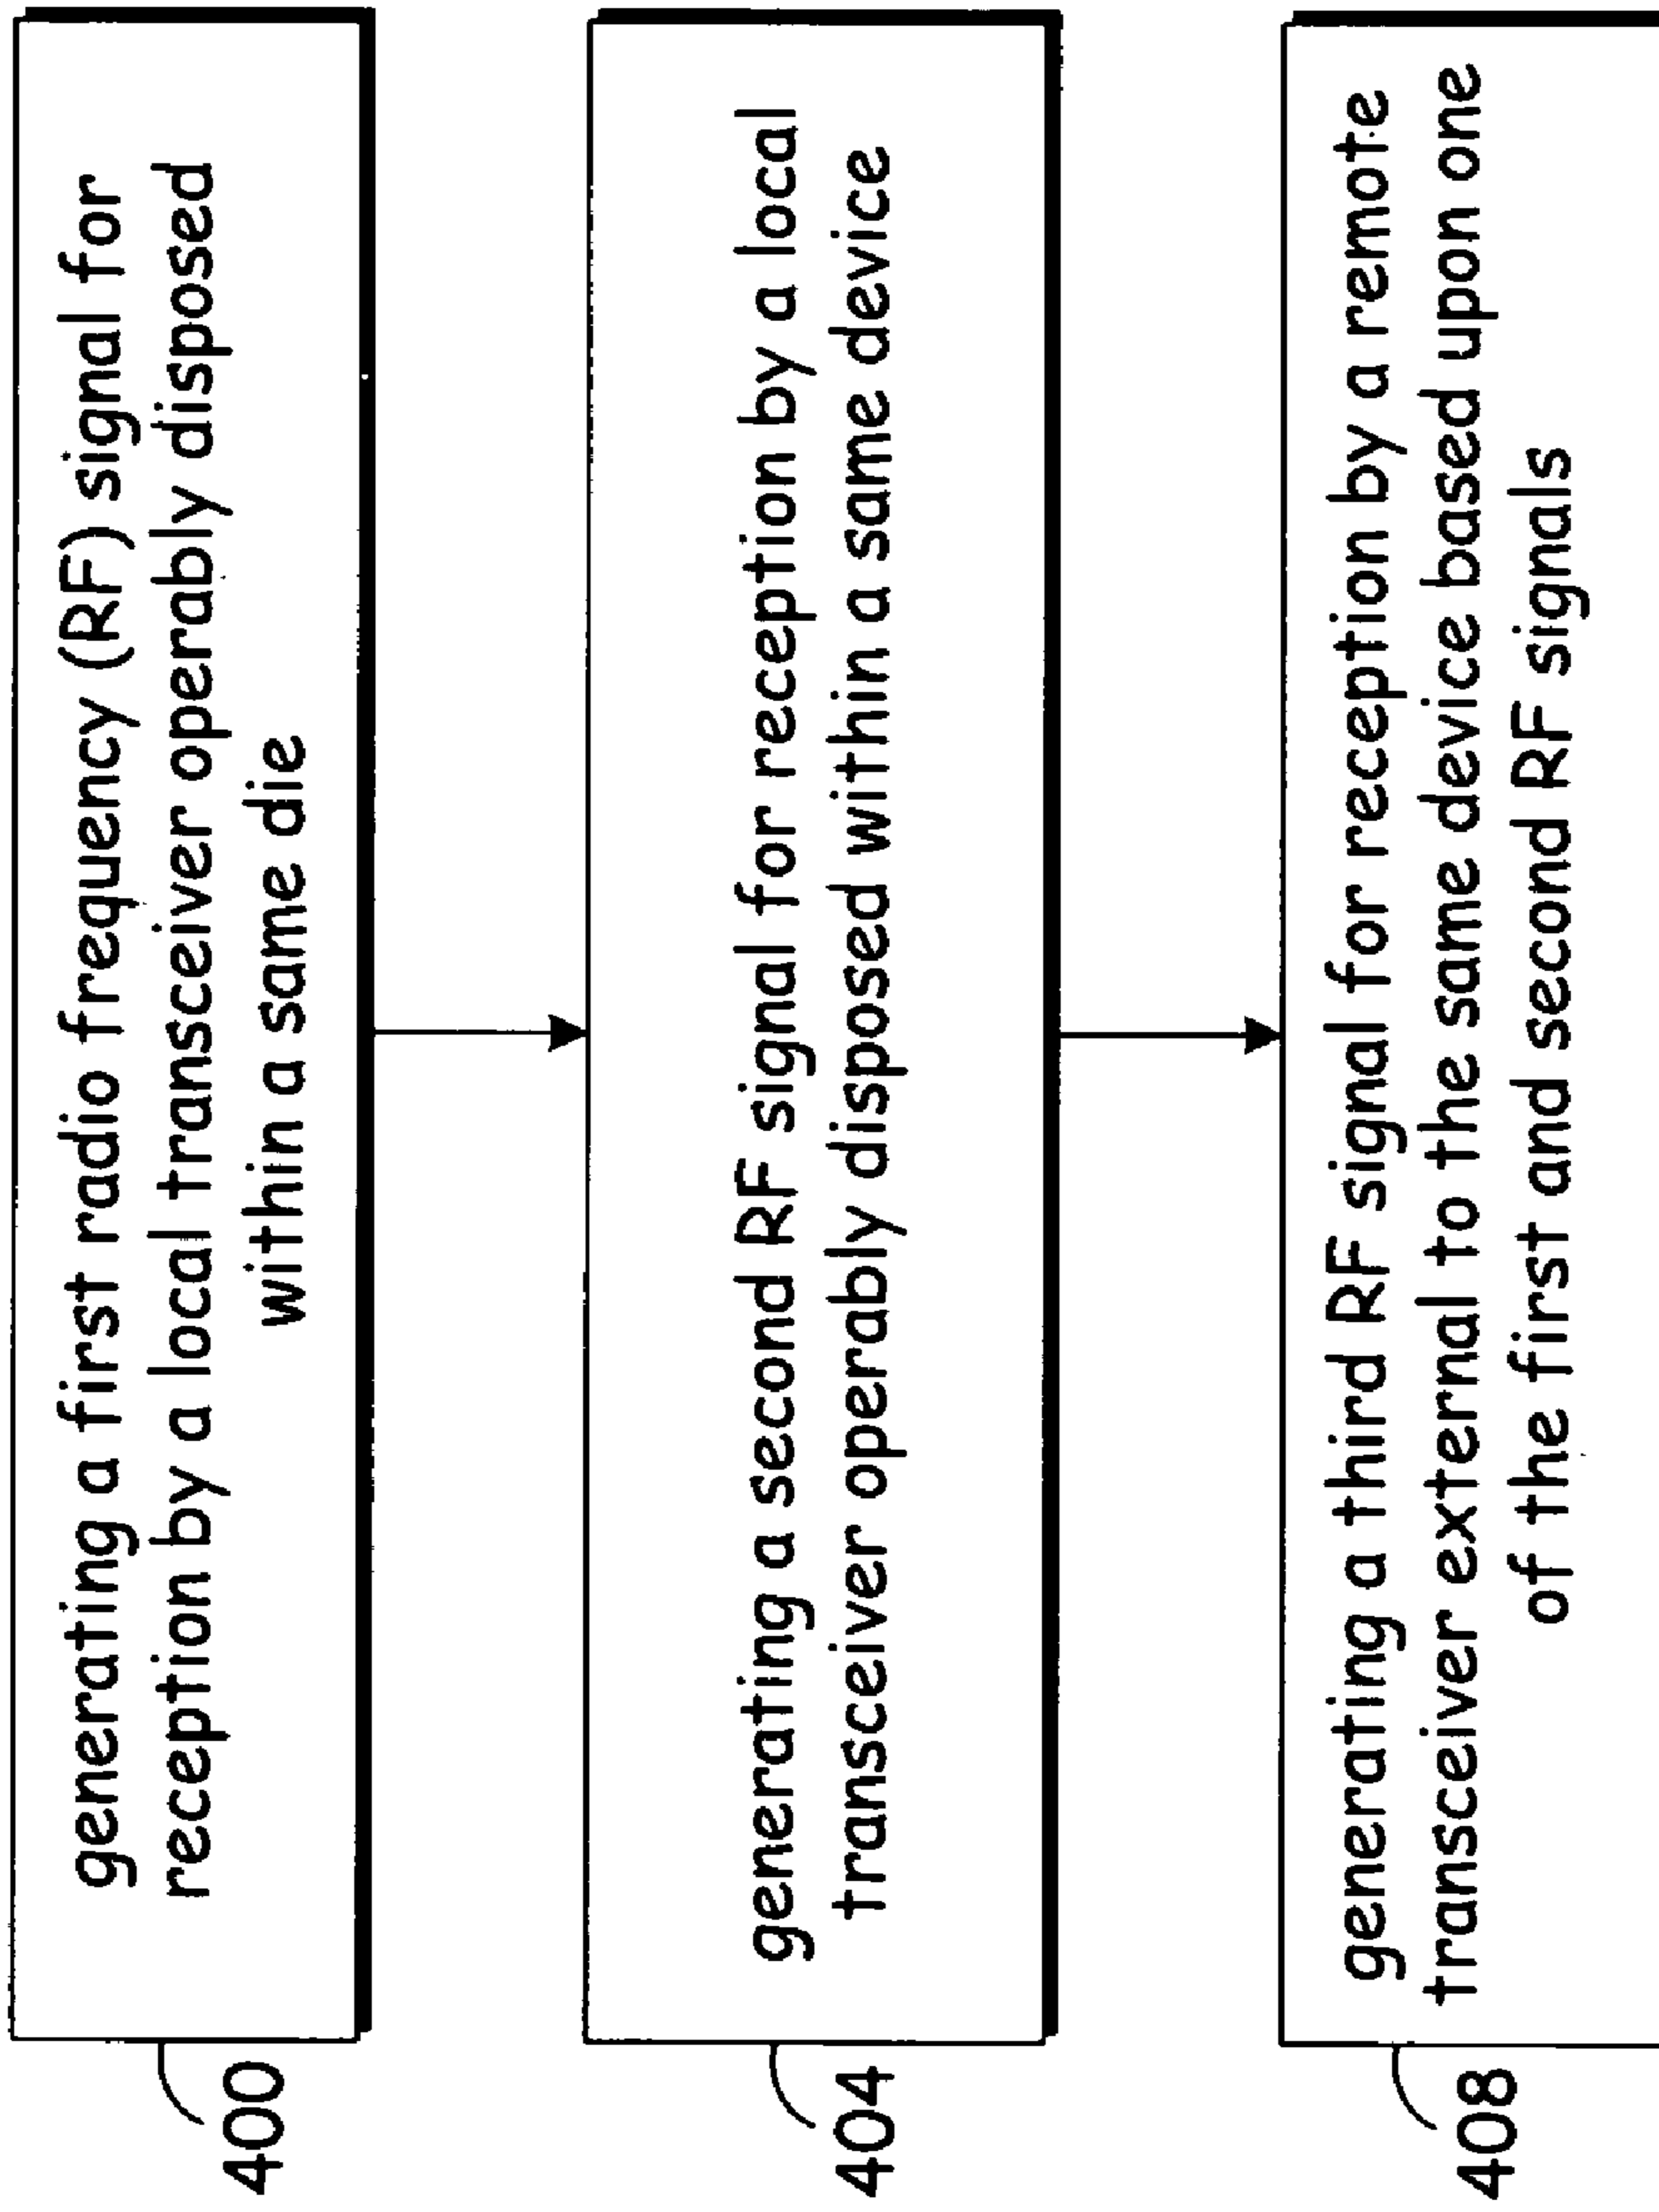 generating a first radio frequency (RF) signal for
reception by a local transceiver operably disposed
within a same die
400
generating a second RF signal for reception by a local
transceiver operably disposed within a same device
404
generating a third RF signal for reception by a remote
transceiver external to the same device based upon one
of the first and second RF signals
408